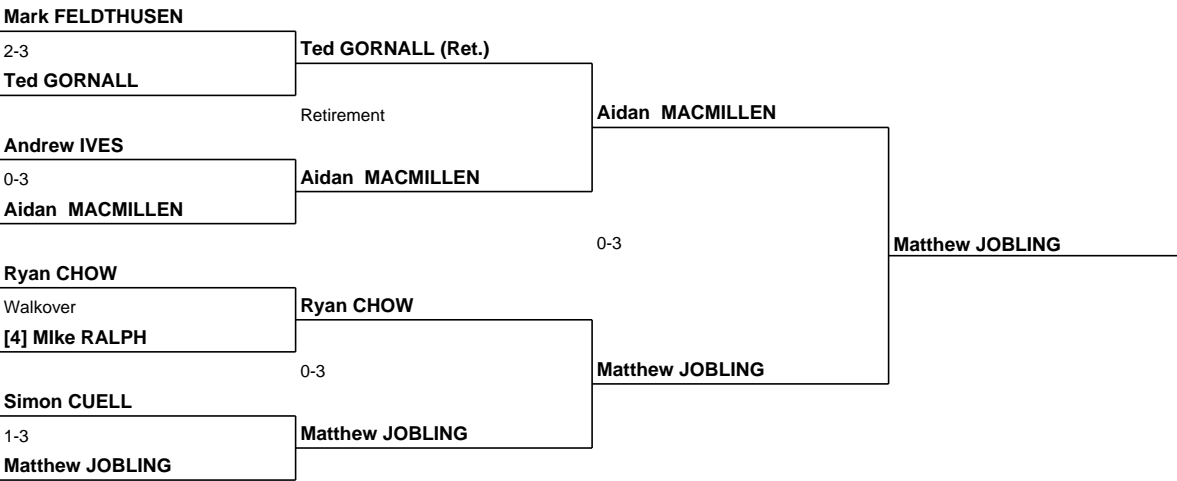 Mark FELDTHUSEN
2-3
Ted GORNALL (Ret.)
Ted GORNALL
Retirement
Aidan  MACMILLEN
Andrew IVES
0-3
Aidan  MACMILLEN
Aidan  MACMILLEN
0-3
Matthew JOBLING
Ryan CHOW
Walkover
Ryan CHOW
[4] MIke RALPH
0-3
Matthew JOBLING
Simon CUELL
1-3
Matthew JOBLING
Matthew JOBLING